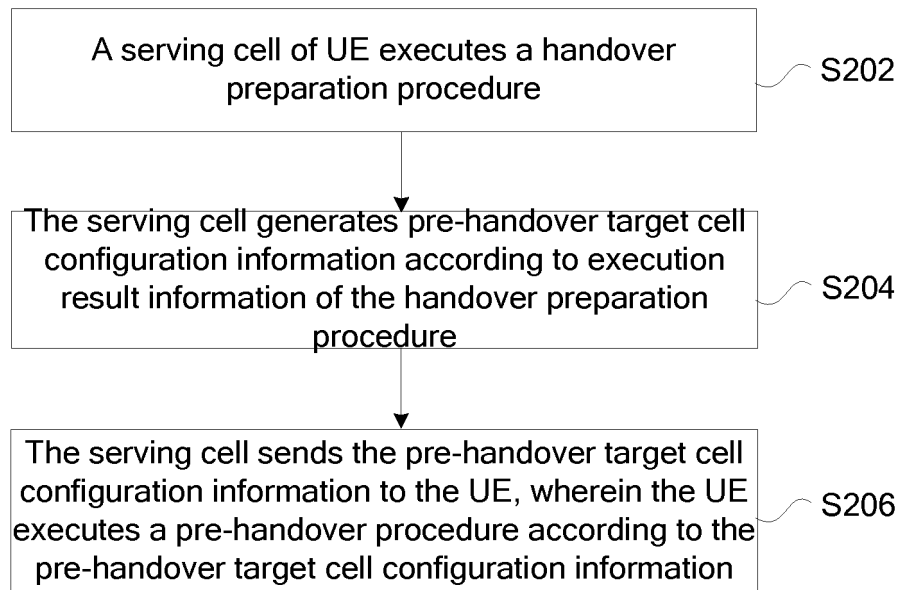 A serving cell of UE executes a handover
preparation procedure
S202
The serving cell generates pre-handover target cell
configuration information according to execution
result information of the handover preparation
procedure
S204
The serving cell sends the pre-handover target cell
configuration information to the UE, wherein the UE
executes a pre-handover procedure according to the
pre-handover target cell configuration information
S206